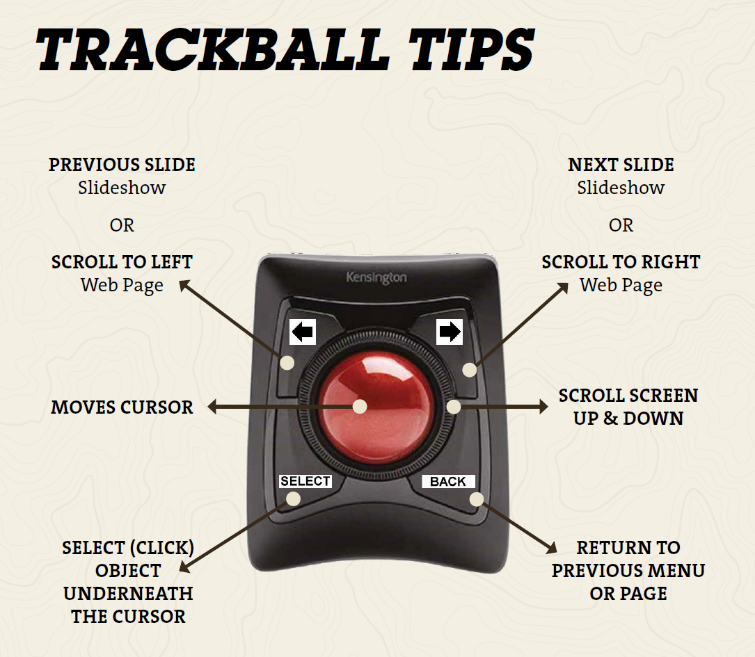 TRACKBALL TIPS
PREVIOUS SLIDE
Slideshow
OR
SCROLL TO LEFT
Web Page
NEXT SLIDE
Slideshow
OR
SCROLL TO RIGHT
Web Page
Kensington
MOVES CURSOR
SCROLL SCREEN
UP & DOWN
SELECT
BACK
SELECT (CLICK)
OBJECT
UNDERNEATH
THE CURSOR
RETURN TO
PREVIOUS MENU
OR PAGE